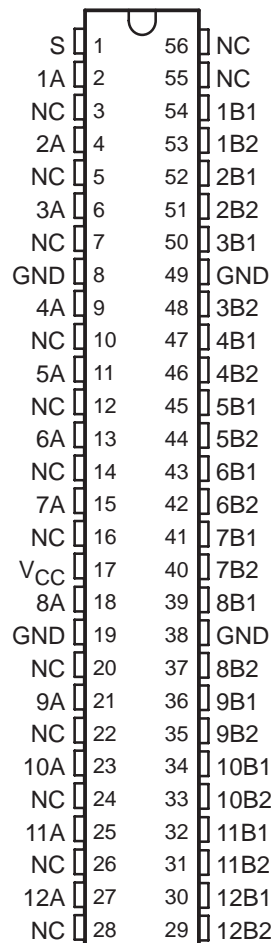 S 1 56 NC
1A 2 55 NC
NC 3 54 1B1
2A 4 53 1B2
NC 5 52 2B1
3A 6 51 2B2
NC 7 50 3B1
GND 8 49 GND
4A 9 48 3B2
NC 10 47 4B1
5A 11 46 4B2
NC 12 45 5B1
6A 13 44 5B2
NC 14 43 6B1
7A 15 42 6B2
NC 16 41 7B1
VCC 17 40 7B2
8A 18 39 8B1
GND 19 38 GND
NC 20 37 8B2
9A 21 36 9B1
NC 22 35 9B2
10A 23 34 10B1
NC 24 33 10B2
11A 25 32 11B1
NC 26 31 11B2
12A 27 30 12B1
NC 28 29 12B2